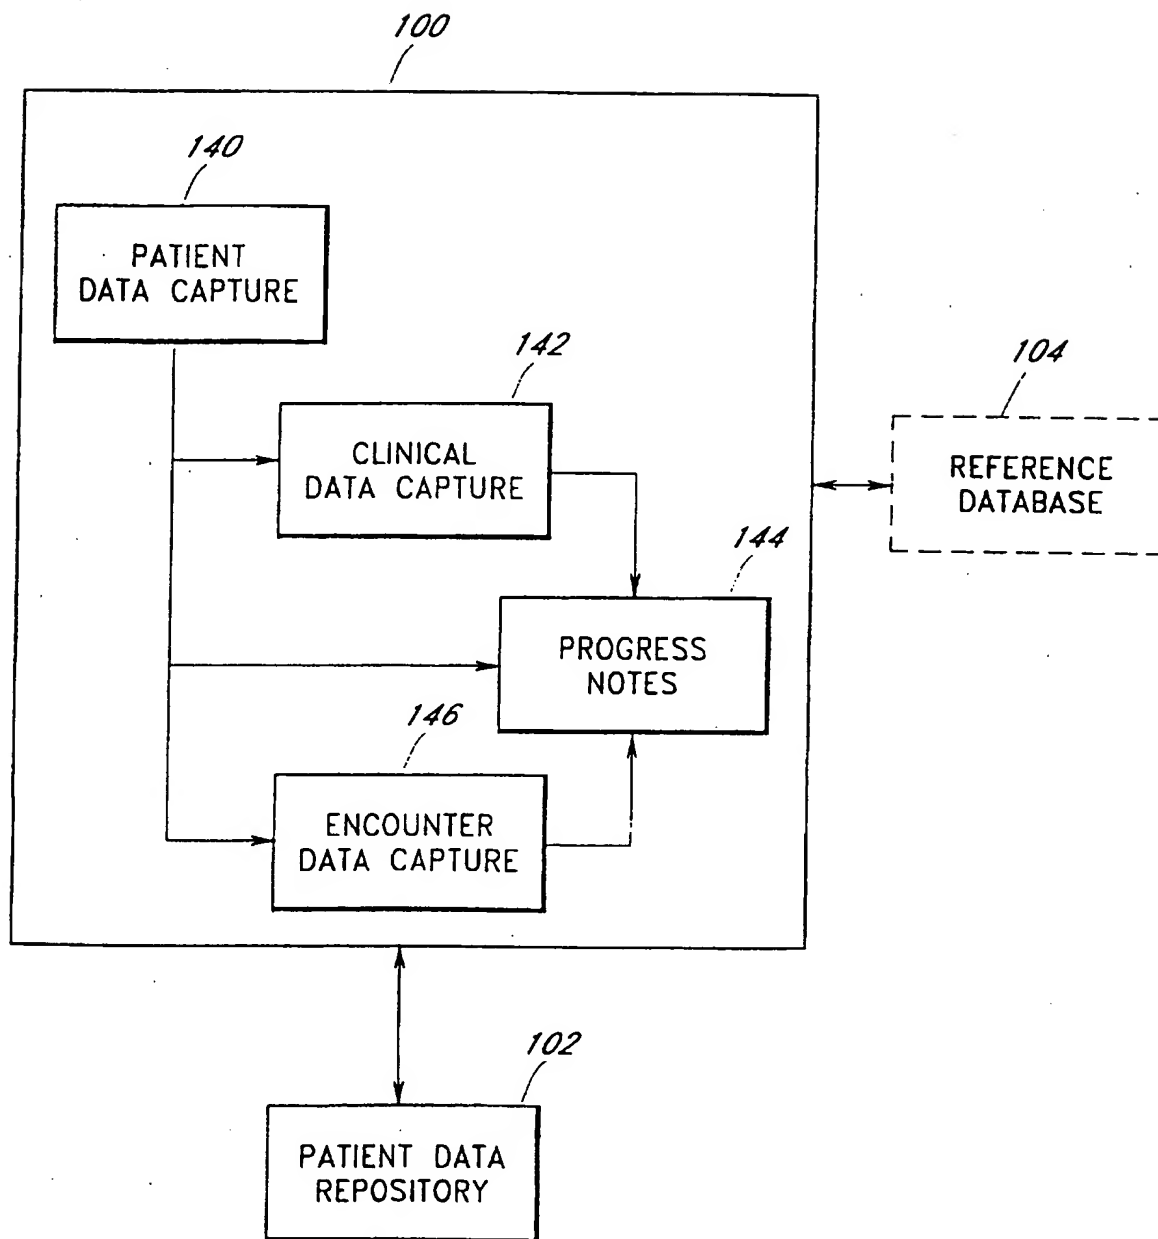 100
140
PATIENT
DATA CAPTURE
142
CLINICAL
DATA CAPTURE
104
REFERENCE
DATABASE
144
PROGRESS
NOTES
146
ENCOUNTER
DATA CAPTURE
102
PATIENT DATA
REPOSITORY